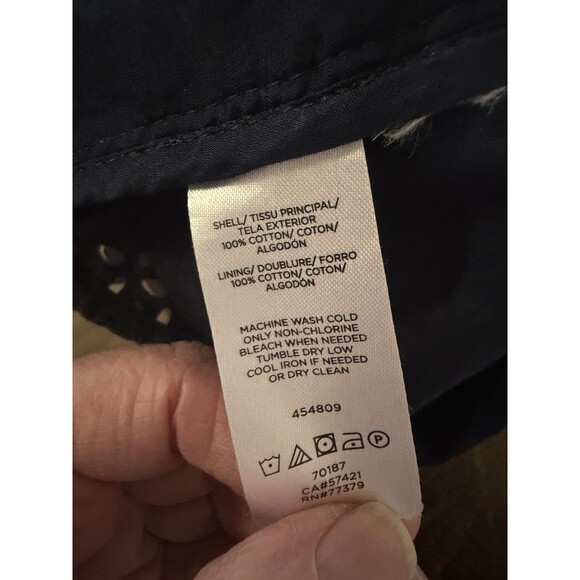 SHELL/ TISSU PRINCIPAL/
TELA EXTERIOR
100% COTTON/ COTON/
ALGODÓN
LINING/ DOUBLURE/ FORRO
100% COTTON/ COTON/
ALGODÓN
MACHINE WASH COLD
ONLY NON-CHLORINE
BLEACH WHEN NEEDED
TUMBLE DRY LOW
COOL IRON IF NEEDED
OR DRY CLEAN
454809
P
70187
CA#57421
RN#77379